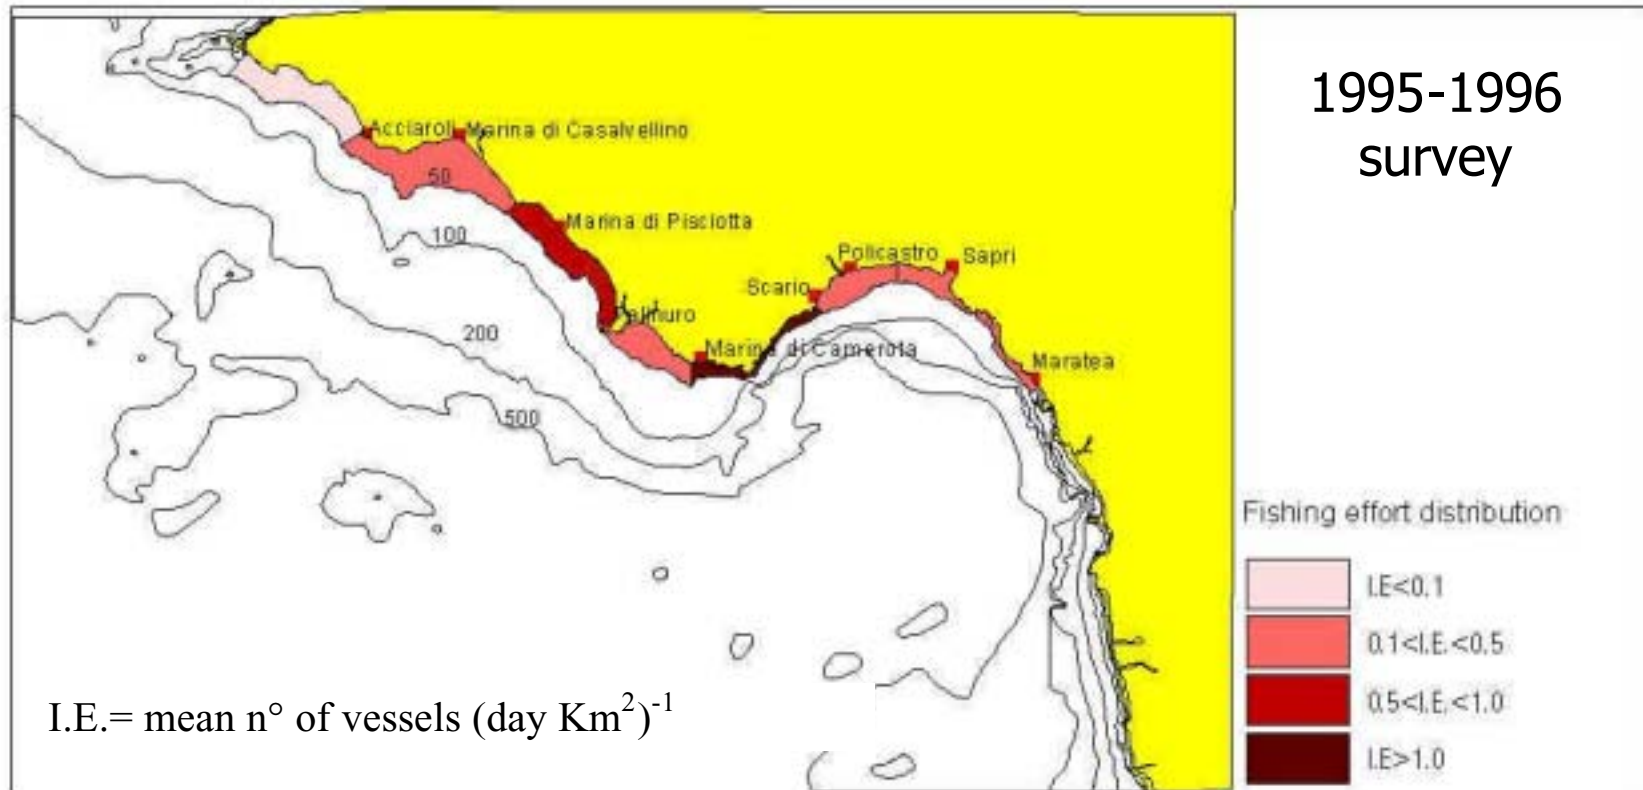 1995-1996
survey
Acciaroli Marina di Casalvellino
50
Marina di Pisciotta
100
Policastro Sapri
Scario
Palinuro
200
Marina di Camerota
Maratea
500
Fishing effort distribution
I.E<0.1
0.1<I.E.<0.5
0.5<I.E.<1.0
I.E>1.0
I.E.= mean n° of vessels (day Km²)⁻¹